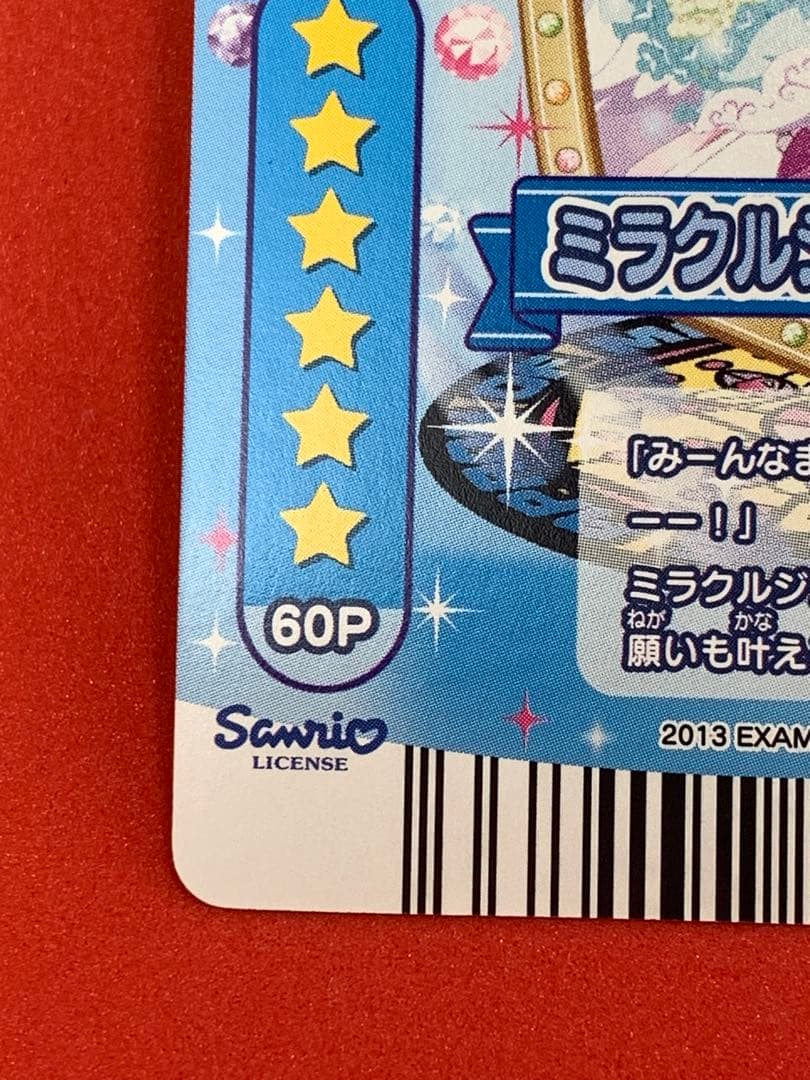 ミラクルジ
「みーんなま
ーー！」
ミラクルジ
願いも叶え
ねが かな
60P
Sanrio
LICENSE
2013 EXAM